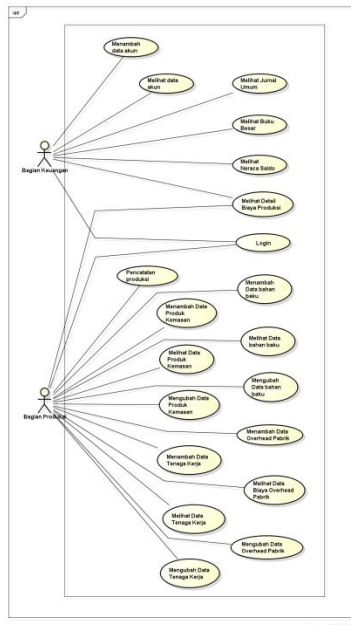 uc
Menambah
data akun
Melihat data
akun
Melihat Jurnal
Umum
Melihat Buku
Besar
Melihat
Neraca Saldo
Bagian Keuangan
Melihat Detail
Biaya Produksi
Login
Pencatatan
produksi
Menambah
Data bahan
baku
Menambah Data
Produk
Kemasan
Melihat Data
bahan baku
Melihat Data
Produk
Kemasan
Mengubah
Data bahan
baku
Mengubah Data
Produk
Kemasan
Bagian Produksi
Menambah Data
Overhead Pabrik
Menambah Data
Tenaga Kerja
Melihat Data
Biaya Overhead
Pabrik
Melihat Data
Tenaga Kerja
Mengubah Data
Overhead Pabrik
Mengubah Data
Tenaga Kerja